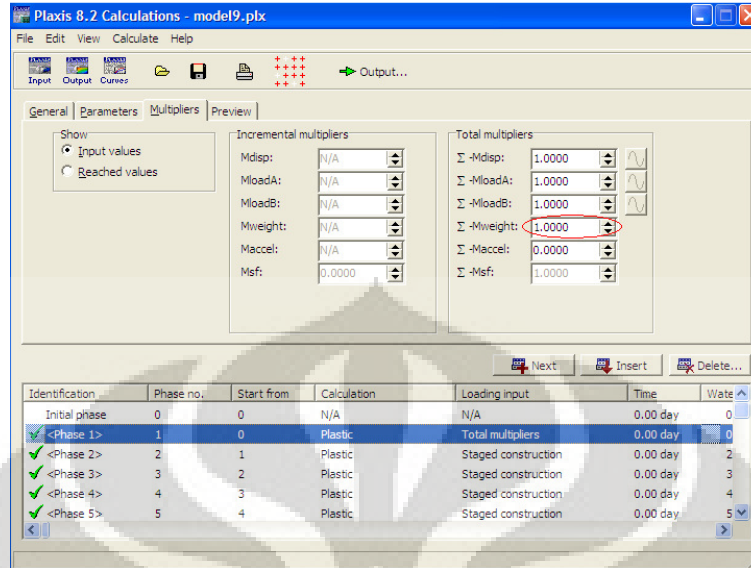 Plaxis 8.2 Calculations - model9.plx
File Edit View Calculate Help
PLAXIS PLAXIS PLAXIS
Input Output Curves Output...
General Parameters Multipliers Preview
Show
Input values
Reached values
Incremental multipliers
Mdisp: N/A
MloadA: N/A
MloadB: N/A
Mweight: N/A
Maccel: N/A
Msf: 0.0000
Total multipliers
Σ -Mdisp: 1.0000
Σ -MloadA: 1.0000
Σ -MloadB: 1.0000
Σ -Mweight: 1.0000
Σ -Maccel: 0.0000
Σ -Msf: 1.0000
Next Insert Delete...
Identification Phase no. Start from Calculation Loading input Time Wate
Initial phase 0 0 N/A N/A 0.00 day 0
<Phase 1> 1 0 Plastic Total multipliers 0.00 day 0
<Phase 2> 2 1 Plastic Staged construction 0.00 day 2
<Phase 3> 3 2 Plastic Staged construction 0.00 day 3
<Phase 4> 4 3 Plastic Staged construction 0.00 day 4
<Phase 5> 5 4 Plastic Staged construction 0.00 day 5